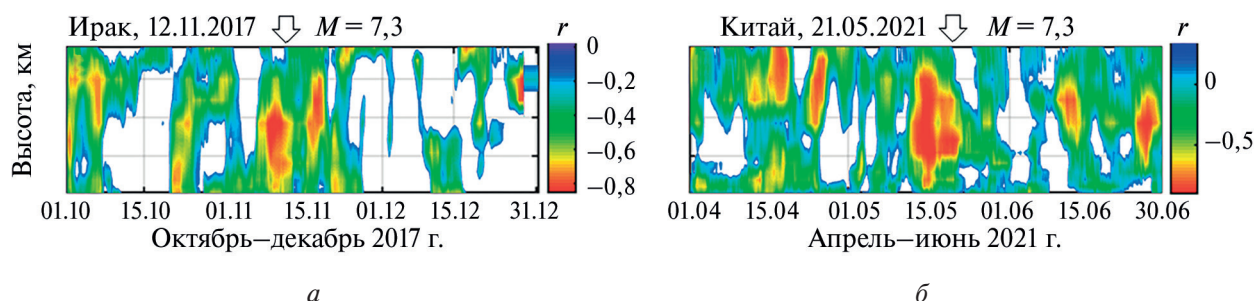 Ирак, 12.11.2017 M = 7,3 r
Высота, км
0
−0,2
−0,4
−0,6
−0,8
01.10 15.10 01.11 15.11 01.12 15.12 31.12
Октябрь–декабрь 2017 г.
а
Китай, 21.05.2021 M = 7,3 r
0
−0,5
01.04 15.04 01.05 15.05 01.06 15.06 30.06
Апрель–июнь 2021 г.
б